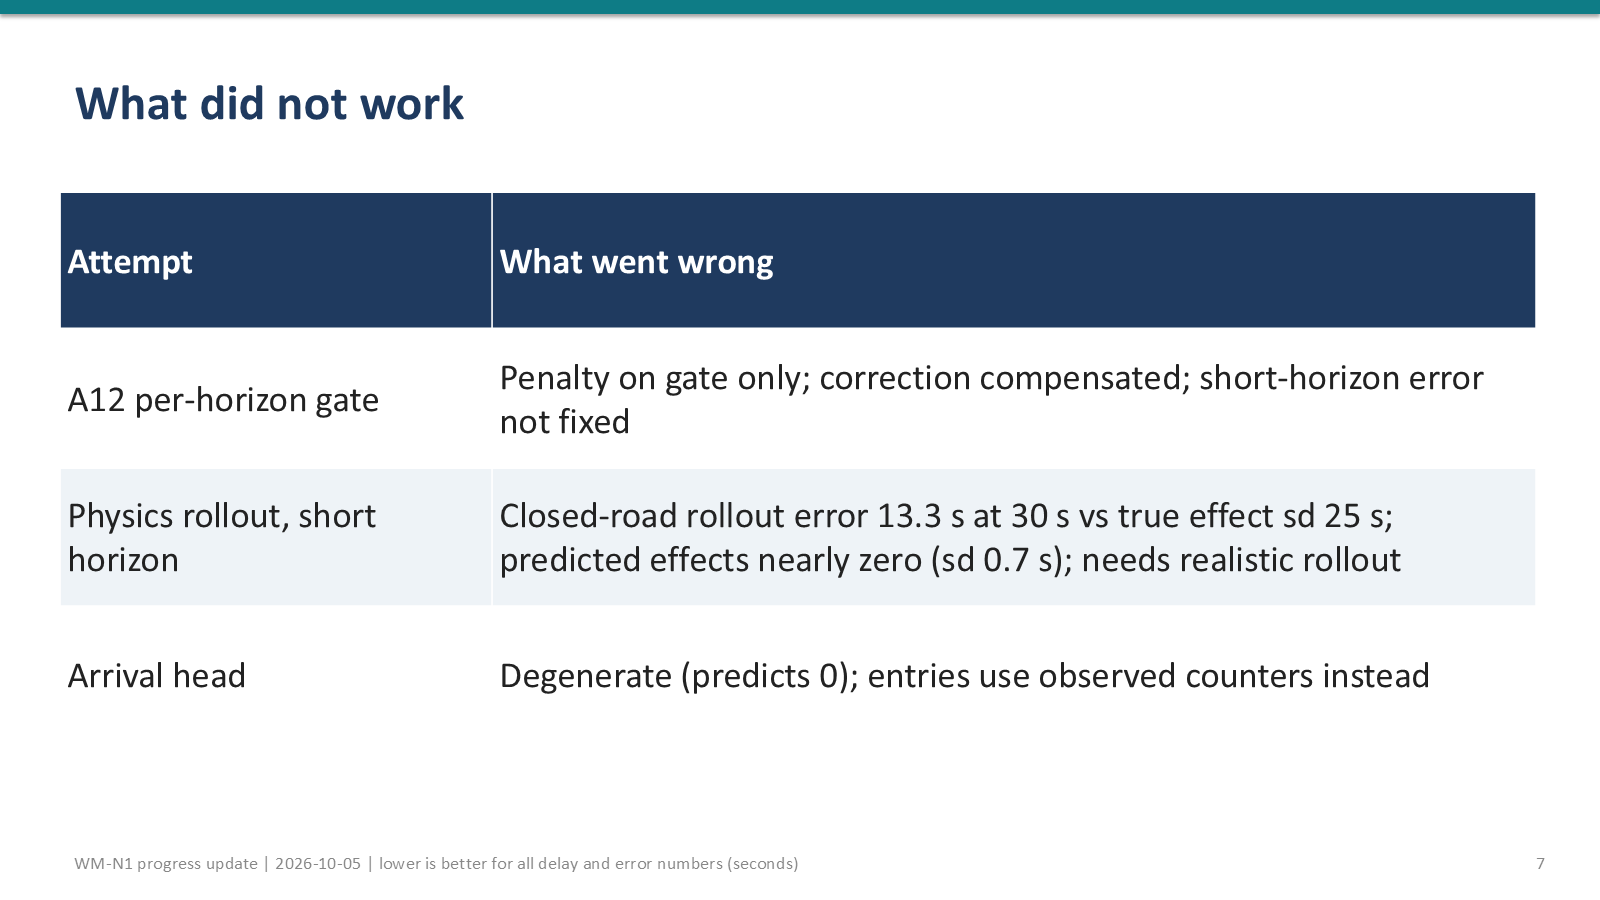 What did not work
Attempt
What went wrong
A12 per-horizon gate
Penalty on gate only; correction compensated; short-horizon error
not fixed
Physics rollout, short
horizon
Closed-road rollout error 13.3 s at 30 s vs true effect sd 25 s;
predicted effects nearly zero (sd 0.7 s); needs realistic rollout
Arrival head
Degenerate (predicts 0); entries use observed counters instead
WM-N1 progress update | 2026-10-05 | lower is better for all delay and error numbers (seconds)
7